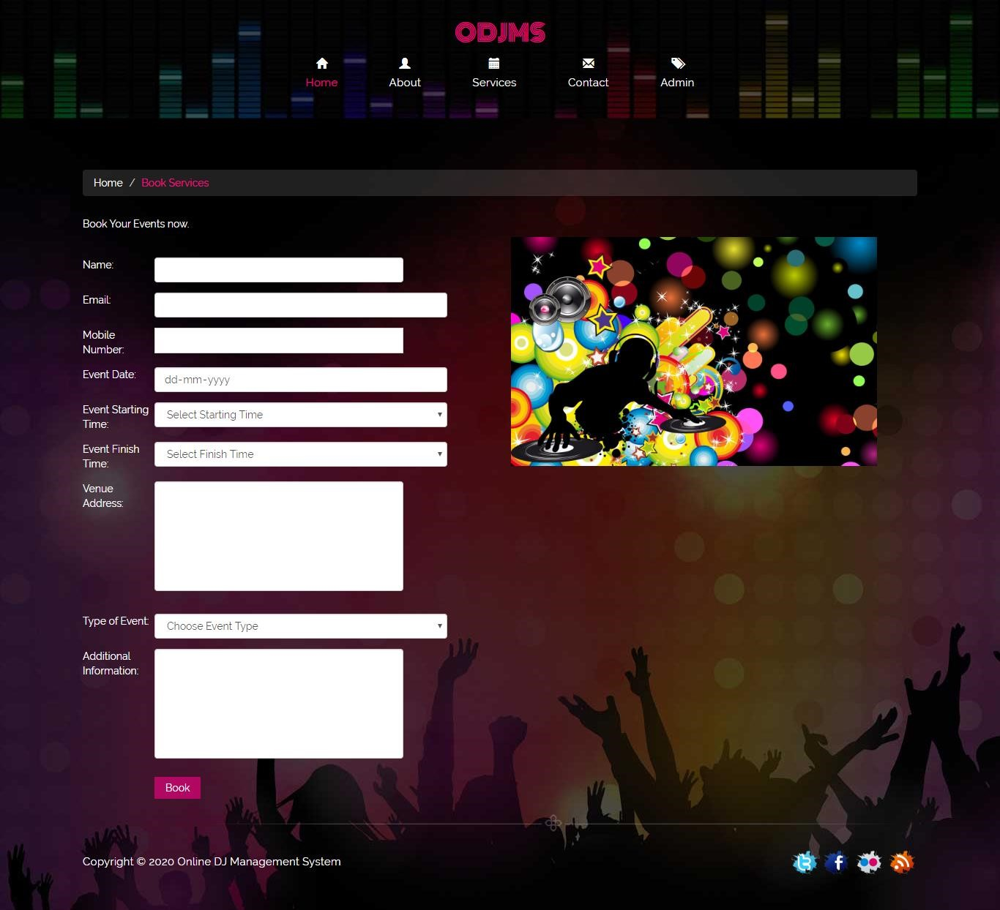 ODJMS
Home
About
Services
Contact
Admin
Home / Book Services
Book Your Events now.
Name:
Email:
Mobile
Number:
Event Date:
dd-mm-yyyy
Event Starting
Time:
Select Starting Time
Event Finish
Time:
Select Finish Time
Venue
Address:
Type of Event:
Choose Event Type
Additional
Information:
Book
Copyright © 2020 Online DJ Management System